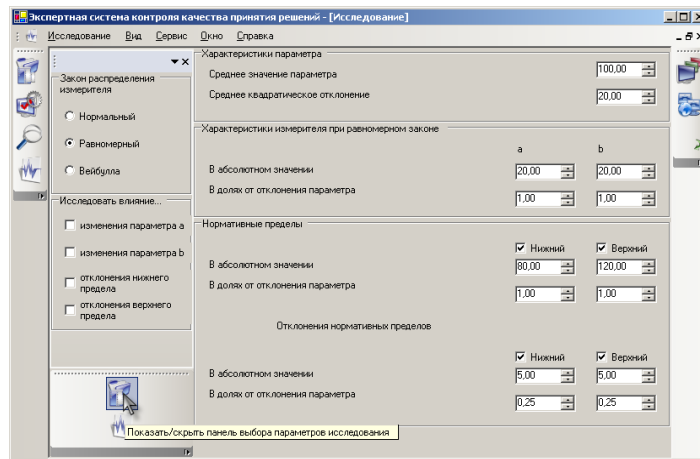 Экспертная система контроля качества принятия решений - [Исследование]
Исследование Вид Сервис Окно Справка
Закон распределения
измерителя
Нормальный
Равномерный
Вейбулла
Исследовать влияние...
изменения параметра a
изменения параметра b
отклонения нижнего
предела
отклонения верхнего
предела
Характеристики параметра
Среднее значение параметра 100,00
Среднее квадратическое отклонение 20,00
Характеристики измерителя при равномерном законе
a b
В абсолютном значении 20,00 20,00
В долях от отклонения параметра 1,00 1,00
Нормативные пределы
Нижний Верхний
В абсолютном значении 80,00 120,00
В долях от отклонения параметра 1,00 1,00
Отклонения нормативных пределов
Нижний Верхний
В абсолютном значении 5,00 5,00
В долях от отклонения параметра 0,25 0,25
Показать/скрыть панель выбора параметров исследования